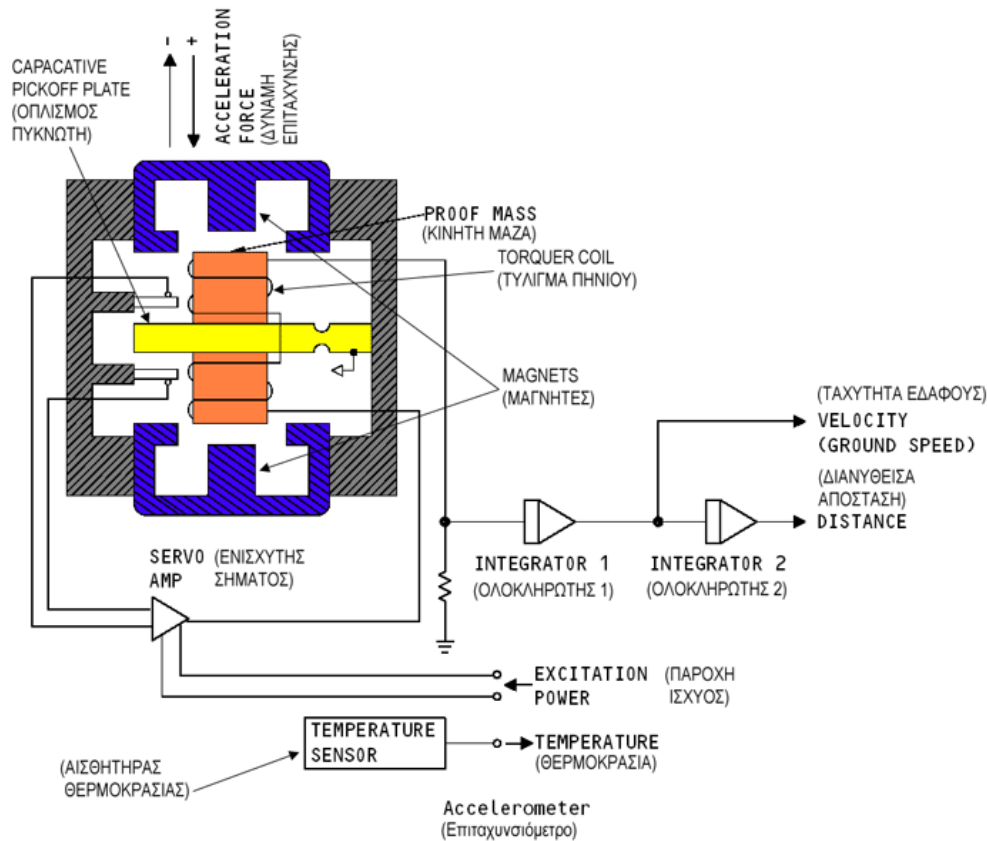 - +
ACCELERATION
FORCE
(ΔΥΝΑΜΗ
ΕΠΙΤΑΧΥΝΣΗΣ)
CAPACATIVE
PICKOFF PLATE
(ΟΠΛΙΣΜΟΣ
ΠΥΚΝΩΤΗ)
PROOF MASS
(ΚΙΝΗΤΗ ΜΑΖΑ)
TORQUER COIL
(ΤΥΛΙΓΜΑ ΠΗΝΙΟΥ)
MAGNETS
(ΜΑΓΝΗΤΕΣ)
(ΤΑΧΥΤΗΤΑ ΕΔΑΦΟΥΣ)
VELOCITY
(GROUND SPEED)
(ΔΙΑΝΥΘΕΙΣΑ
ΑΠΟΣΤΑΣΗ)
DISTANCE
INTEGRATOR 1
(ΟΛΟΚΛΗΡΩΤΗΣ 1)
INTEGRATOR 2
(ΟΛΟΚΛΗΡΩΤΗΣ 2)
SERVO (ΕΝΙΣΧΥΤΗΣ
AMP ΣΗΜΑΤΟΣ)
EXCITATION (ΠΑΡΟΧΗ
POWER ΙΣΧΥΟΣ)
TEMPERATURE
SENSOR
TEMPERATURE
(ΘΕΡΜΟΚΡΑΣΙΑ)
(ΑΙΣΘΗΤΗΡΑΣ
ΘΕΡΜΟΚΡΑΣΙΑΣ)
Accelerometer
(Επιταχυνσιόμετρο)